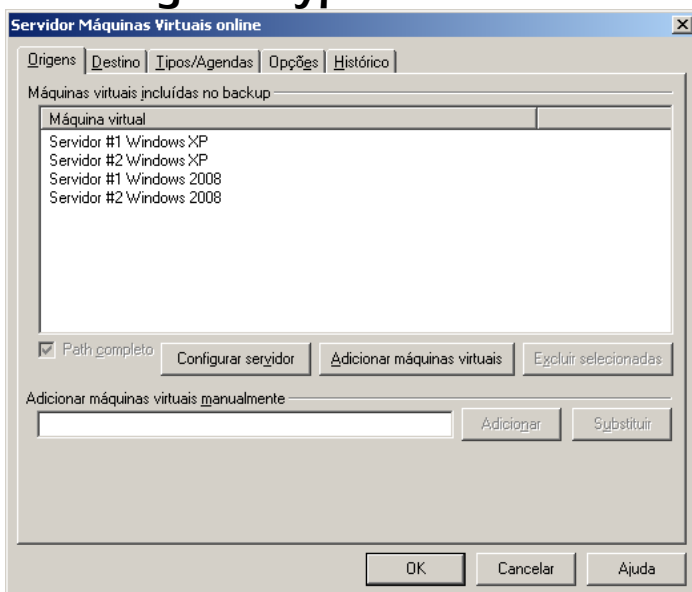 Servidor Máquinas Virtuais online
Origens Destino Tipos/Agendas Opções Histórico
Máquinas virtuais incluídas no backup
Máquina virtual
Servidor #1 Windows XP
Servidor #2 Windows XP
Servidor #1 Windows 2008
Servidor #2 Windows 2008
Path completo Configurar servidor Adicionar máquinas virtuais Excluir selecionadas
Adicionar máquinas virtuais manualmente
Adicionar Substituir
OK Cancelar Ajuda